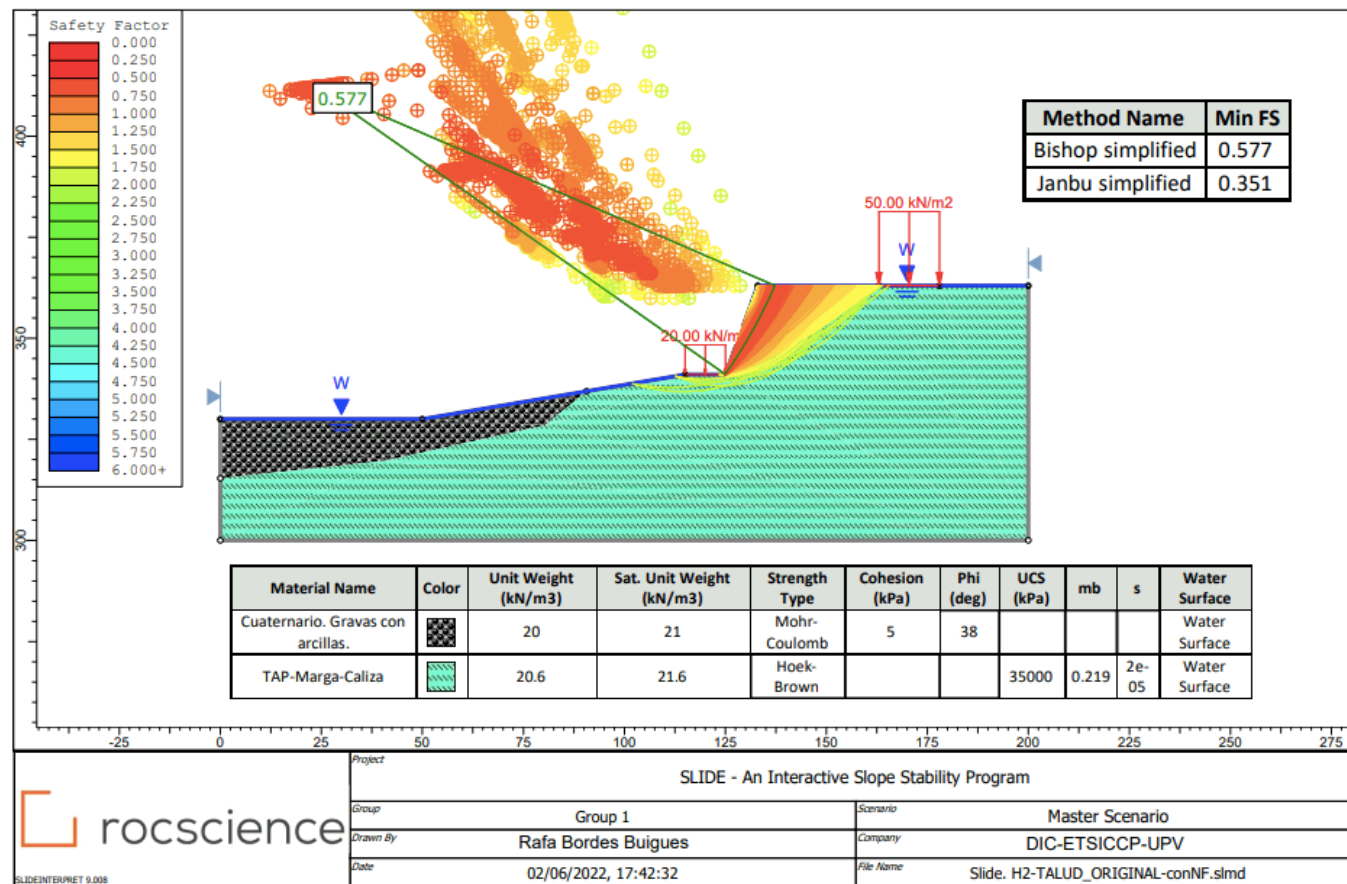 Safety Factor
0.000
0.250
0.500
0.750
1.000
1.250
1.500
1.750
2.000
2.250
2.500
2.750
3.000
3.250
3.500
3.750
4.000
4.250
4.500
4.750
5.000
5.250
5.500
5.750
6.000+
0.577
Method Name Min FS
Bishop simplified 0.577
Janbu simplified 0.351
50.00 kN/m2
W
20.00 kN/m
W
400
350
300
Material Name Color Unit Weight (kN/m3) Sat. Unit Weight (kN/m3) Strength Type Cohesion (kPa) Phi (deg) UCS (kPa) mb s Water Surface
Cuaternario. Gravas con arcillas. 20 21 Mohr-Coulomb 5 38 Water Surface
TAP-Marga-Caliza 20.6 21.6 Hoek-Brown 35000 0.219 2e-05 Water Surface
-25 0 25 50 75 100 125 150 175 200 225 250 275
Project
SLIDE - An Interactive Slope Stability Program
Group Group 1 Scenario Master Scenario
Drawn By Rafa Bordes Buigues Company DIC-ETSICCP-UPV
Date 02/06/2022, 17:42:32 File Name Slide. H2-TALUD_ORIGINAL-conNF.slmd
rocscience
SLIDEINTERPRET 9.008